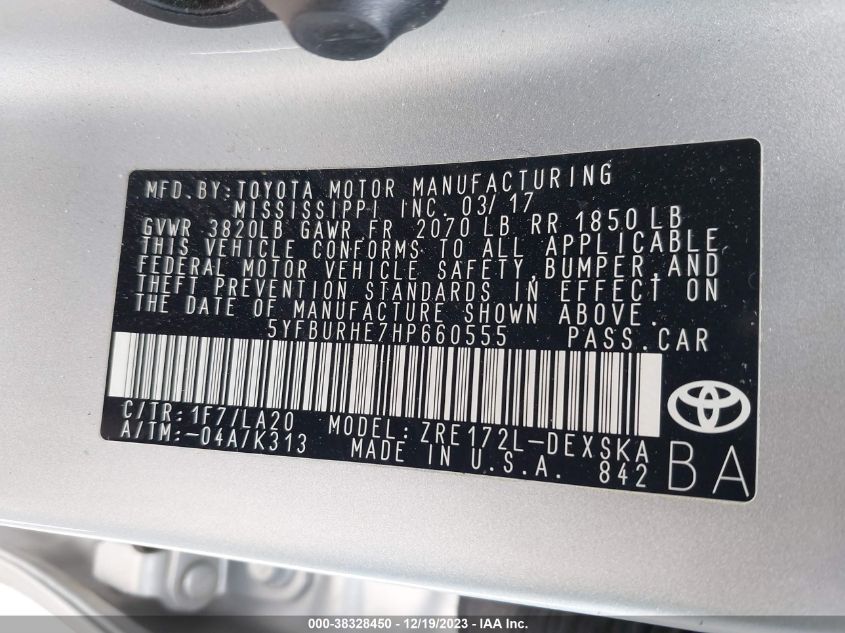 MFD. BY: TOYOTA MOTOR MANUFACTURING
MISSISSIPPI INC. 03/17
GVWR 3820LB GAWR FR 2070 LB RR 1850 LB
THIS VEHICLE CONFORMS TO ALL APPLICABLE
FEDERAL MOTOR VEHICLE SAFETY, BUMPER, AND
THEFT PREVENTION STANDARDS IN EFFECT ON
THE DATE OF MANUFACTURE SHOWN ABOVE.
5YFBURHE7HP660555 PASS. CAR
C/TR: 1F7/LA20 MODEL: ZRE172L-DEXSKA
A/TM: -04A/K313 MADE IN U.S.A. 842
BA
000-38328450 - 12/19/2023 - IAA Inc.